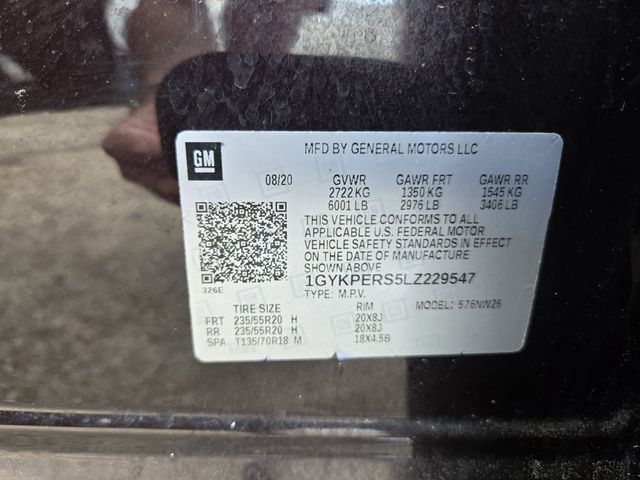 GM
MFD BY GENERAL MOTORS LLC
08/20 GVWR GAWR FRT GAWR RR
2722 KG 1350 KG 1545 KG
6001 LB 2976 LB 3406 LB
THIS VEHICLE CONFORMS TO ALL
APPLICABLE U.S. FEDERAL MOTOR
VEHICLE SAFETY STANDARDS IN EFFECT
ON THE DATE OF MANUFACTURE
SHOWN ABOVE
326E 1GYKPERS5LZ229547
TYPE: M.P.V. MODEL: 576NW26
TIRE SIZE RIM
FRT 235/55R20 H 20X8J
RR 235/55R20 H 20X8J
SPA T135/70R18 M 18X4.5B